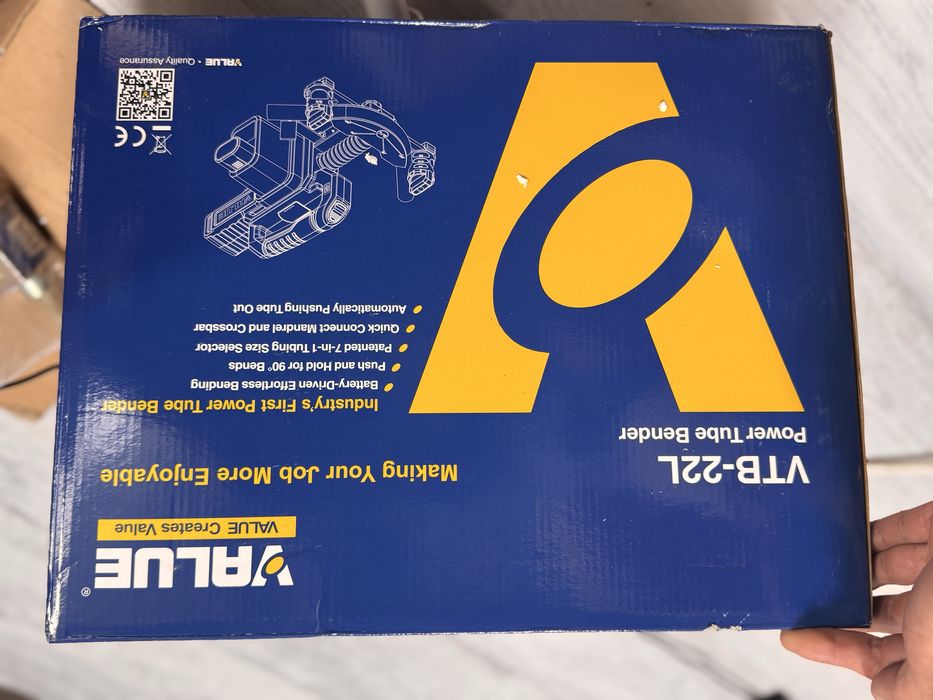 VALUE®
VALUE Creates Value
VTB-22L
Power Tube Bender
Making Your Job More Enjoyable
Industry's First Power Tube Bender
● Battery-Driven Effortless Bending
● Push and Hold for 90° Bends
● Patented 7-in-1 Tubing Size Selector
● Quick Connect Mandrel and Crossbar
● Automatically Pushing Tube Out
VALUE
CE
VALUE · Quality Assurance